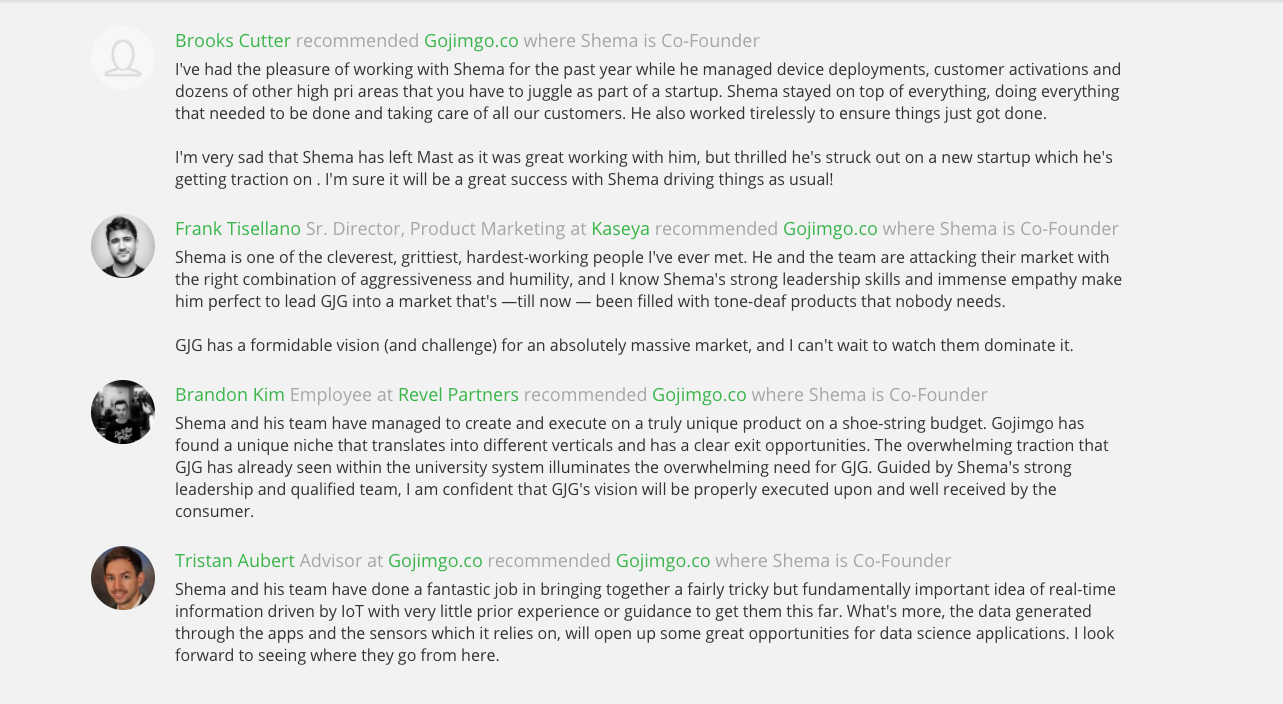 Brooks Cutter recommended Gojimgo.co where Shema is Co-Founder
I've had the pleasure of working with Shema for the past year while he managed device deployments, customer activations and
dozens of other high pri areas that you have to juggle as part of a startup. Shema stayed on top of everything, doing everything
that needed to be done and taking care of all our customers. He also worked tirelessly to ensure things just got done.
I'm very sad that Shema has left Mast as it was great working with him, but thrilled he's struck out on a new startup which he's
getting traction on . I'm sure it will be a great success with Shema driving things as usual!
Frank Tisellano Sr. Director, Product Marketing at Kaseya recommended Gojimgo.co where Shema is Co-Founder
Shema is one of the cleverest, grittiest, hardest-working people I've ever met. He and the team are attacking their market with
the right combination of aggressiveness and humility, and I know Shema's strong leadership skills and immense empathy make
him perfect to lead GJG into a market that's —till now — been filled with tone-deaf products that nobody needs.
GJG has a formidable vision (and challenge) for an absolutely massive market, and I can't wait to watch them dominate it.
Brandon Kim Employee at Revel Partners recommended Gojimgo.co where Shema is Co-Founder
Shema and his team have managed to create and execute on a truly unique product on a shoe-string budget. Gojimgo has
found a unique niche that translates into different verticals and has a clear exit opportunities. The overwhelming traction that
GJG has already seen within the university system illuminates the overwhelming need for GJG. Guided by Shema's strong
leadership and qualified team, I am confident that GJG's vision will be properly executed upon and well received by the
consumer.
Tristan Aubert Advisor at Gojimgo.co recommended Gojimgo.co where Shema is Co-Founder
Shema and his team have done a fantastic job in bringing together a fairly tricky but fundamentally important idea of real-time
information driven by IoT with very little prior experience or guidance to get them this far. What's more, the data generated
through the apps and the sensors which it relies on, will open up some great opportunities for data science applications. I look
forward to seeing where they go from here.